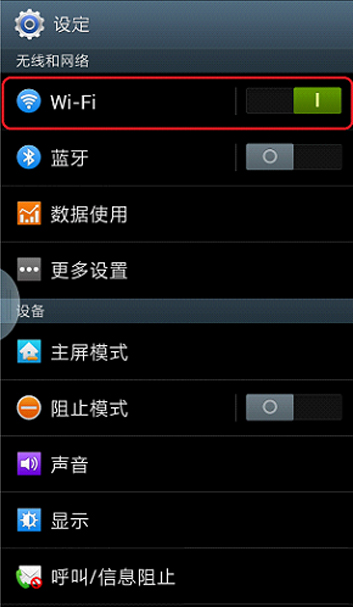 设定
无线和网络
Wi-Fi
蓝牙
数据使用
更多设置
设备
主屏模式
阻止模式
声音
显示
呼叫/信息阻止